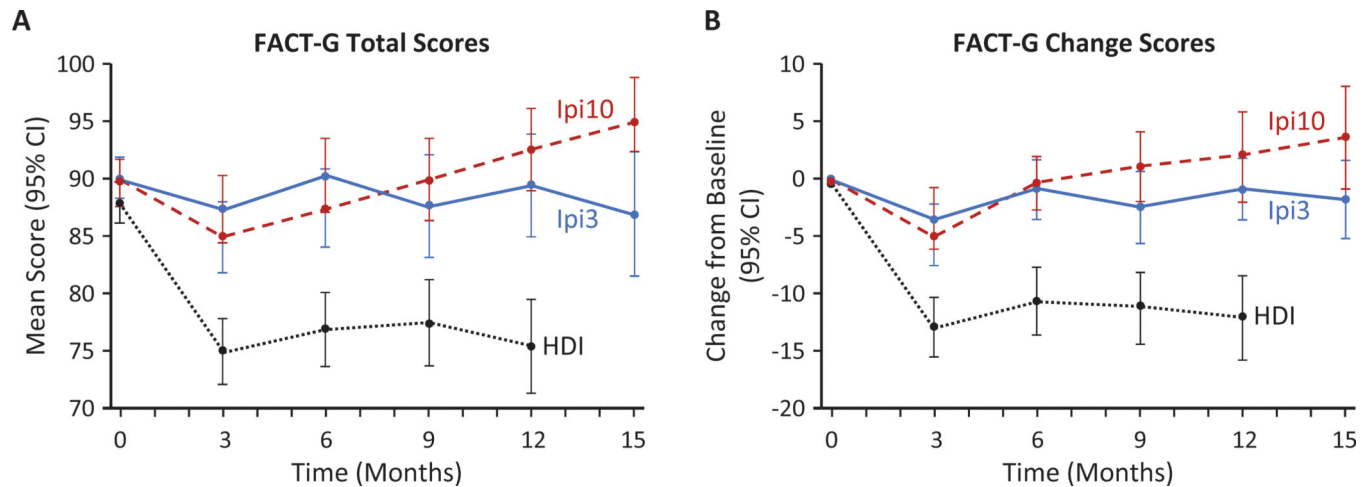 A
FACT-G Total Scores
Mean Score (95% CI)
100
95
90
85
80
75
70
Ipi10
Ipi3
HDI
0 3 6 9 12 15
Time (Months)
B
FACT-G Change Scores
Change from Baseline
(95% CI)
10
5
0
-5
-10
-15
-20
Ipi10
Ipi3
HDI
0 3 6 9 12 15
Time (Months)